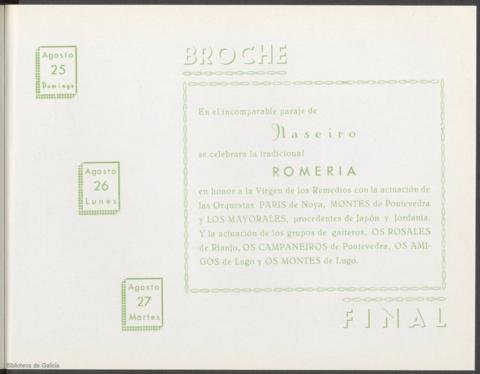 Agosto
25
Domingo
Agosto
26
Lunes
Agosto
27
Martes
BROCHE
En el incomparable paraje de
Naseiro
se celebrara la tradicional
ROMERIA
en honor a la Virgen de los Remedios con la actuación de
las Orquestas PARIS de Noya, MONTES de Pontevedra
y LOS MAYORALES, procedentes de Japón y Jordania.
Y la actuación de los grupos de gaiteros, OS ROSALES
de Rianjo, OS CAMPANEIROS de Pontevedra, OS AMI-
GOS de Lugo y OS MONTES de Lugo.
FINAL
Biblioteca de Galicia